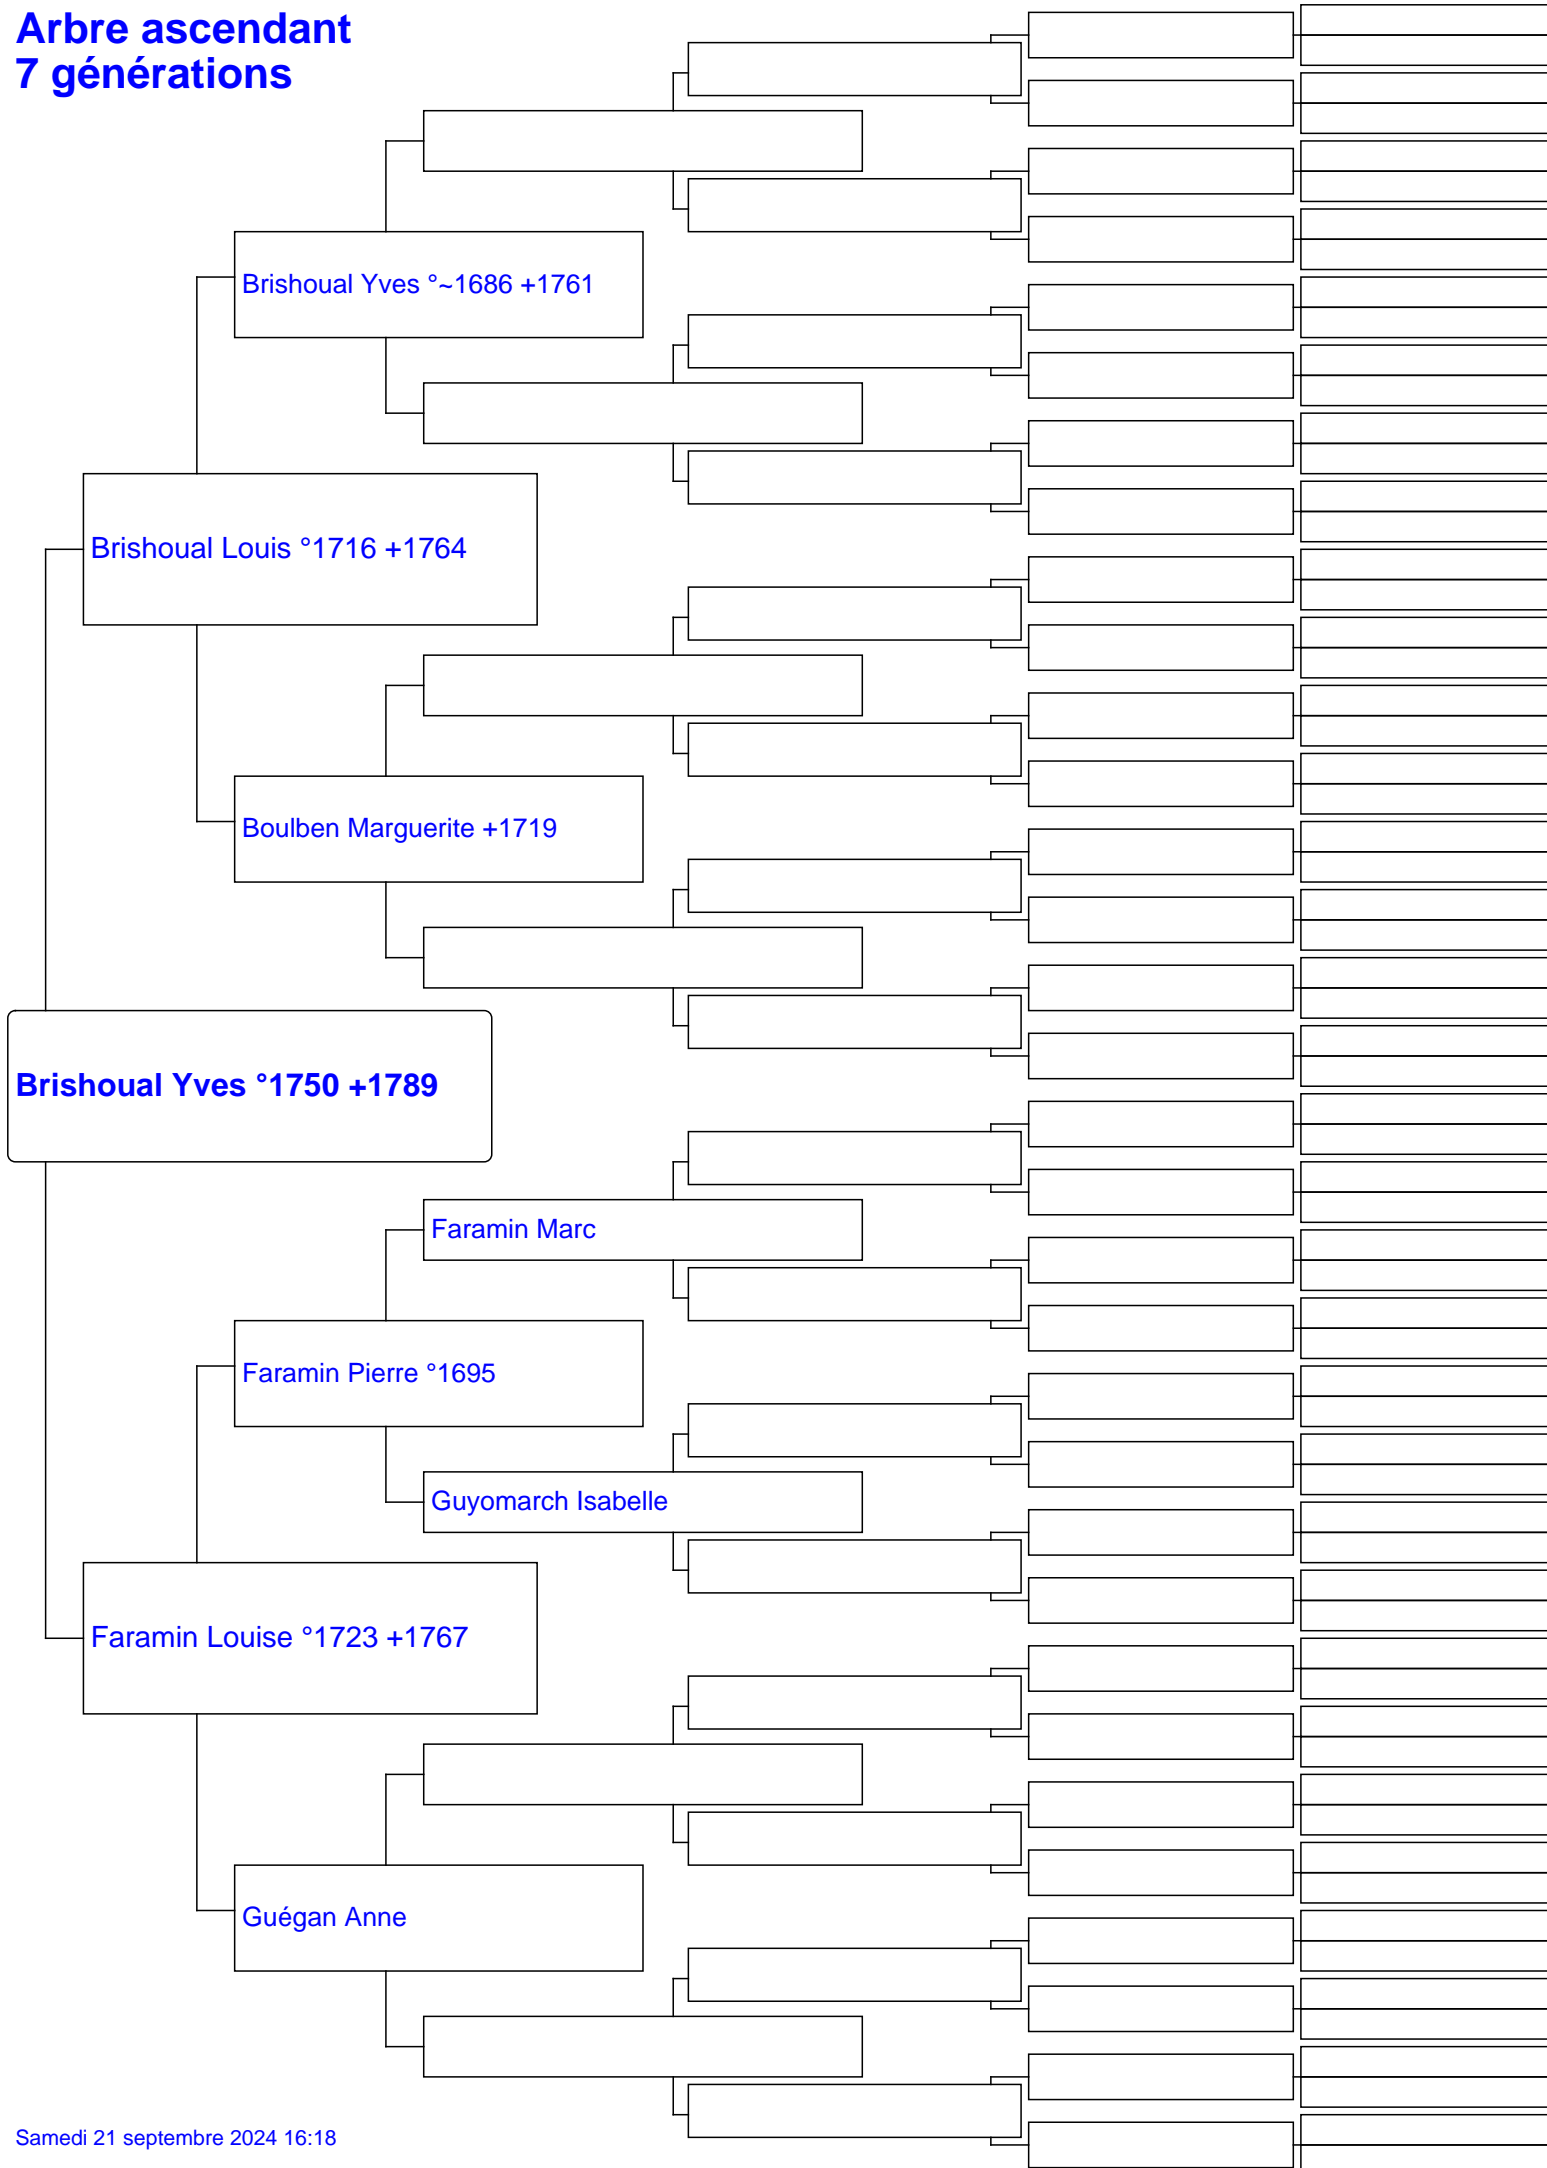 Arbre ascendant
7 générations
Brishoual Yves °~1686 +1761
Brishoual Louis °1716 +1764
Boulben Marguerite +1719
Brishoual Yves °1750 +1789
Faramin Marc
Faramin Pierre °1695
Guyomarch Isabelle
Faramin Louise °1723 +1767
Guégan Anne
Samedi 21 septembre 2024 16:18